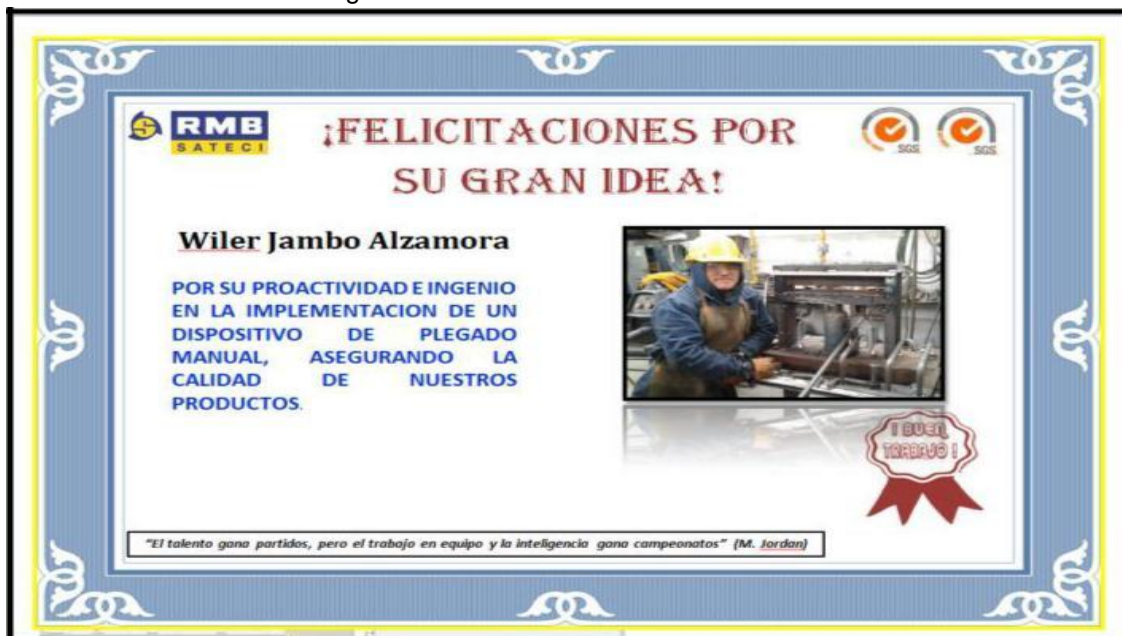 RMB
SATECI
¡FELICITACIONES POR
SU GRAN IDEA!
SGS
SGS
Wiler Jambo Alzamora
POR SU PROACTIVIDAD E INGENIO
EN LA IMPLEMENTACION DE UN
DISPOSITIVO DE PLEGADO
MANUAL, ASEGURANDO LA
CALIDAD DE NUESTROS
PRODUCTOS.
¡ BUEN
TRABAJO !
"El talento gana partidos, pero el trabajo en equipo y la inteligencia gana campeonatos" (M. Jordan)